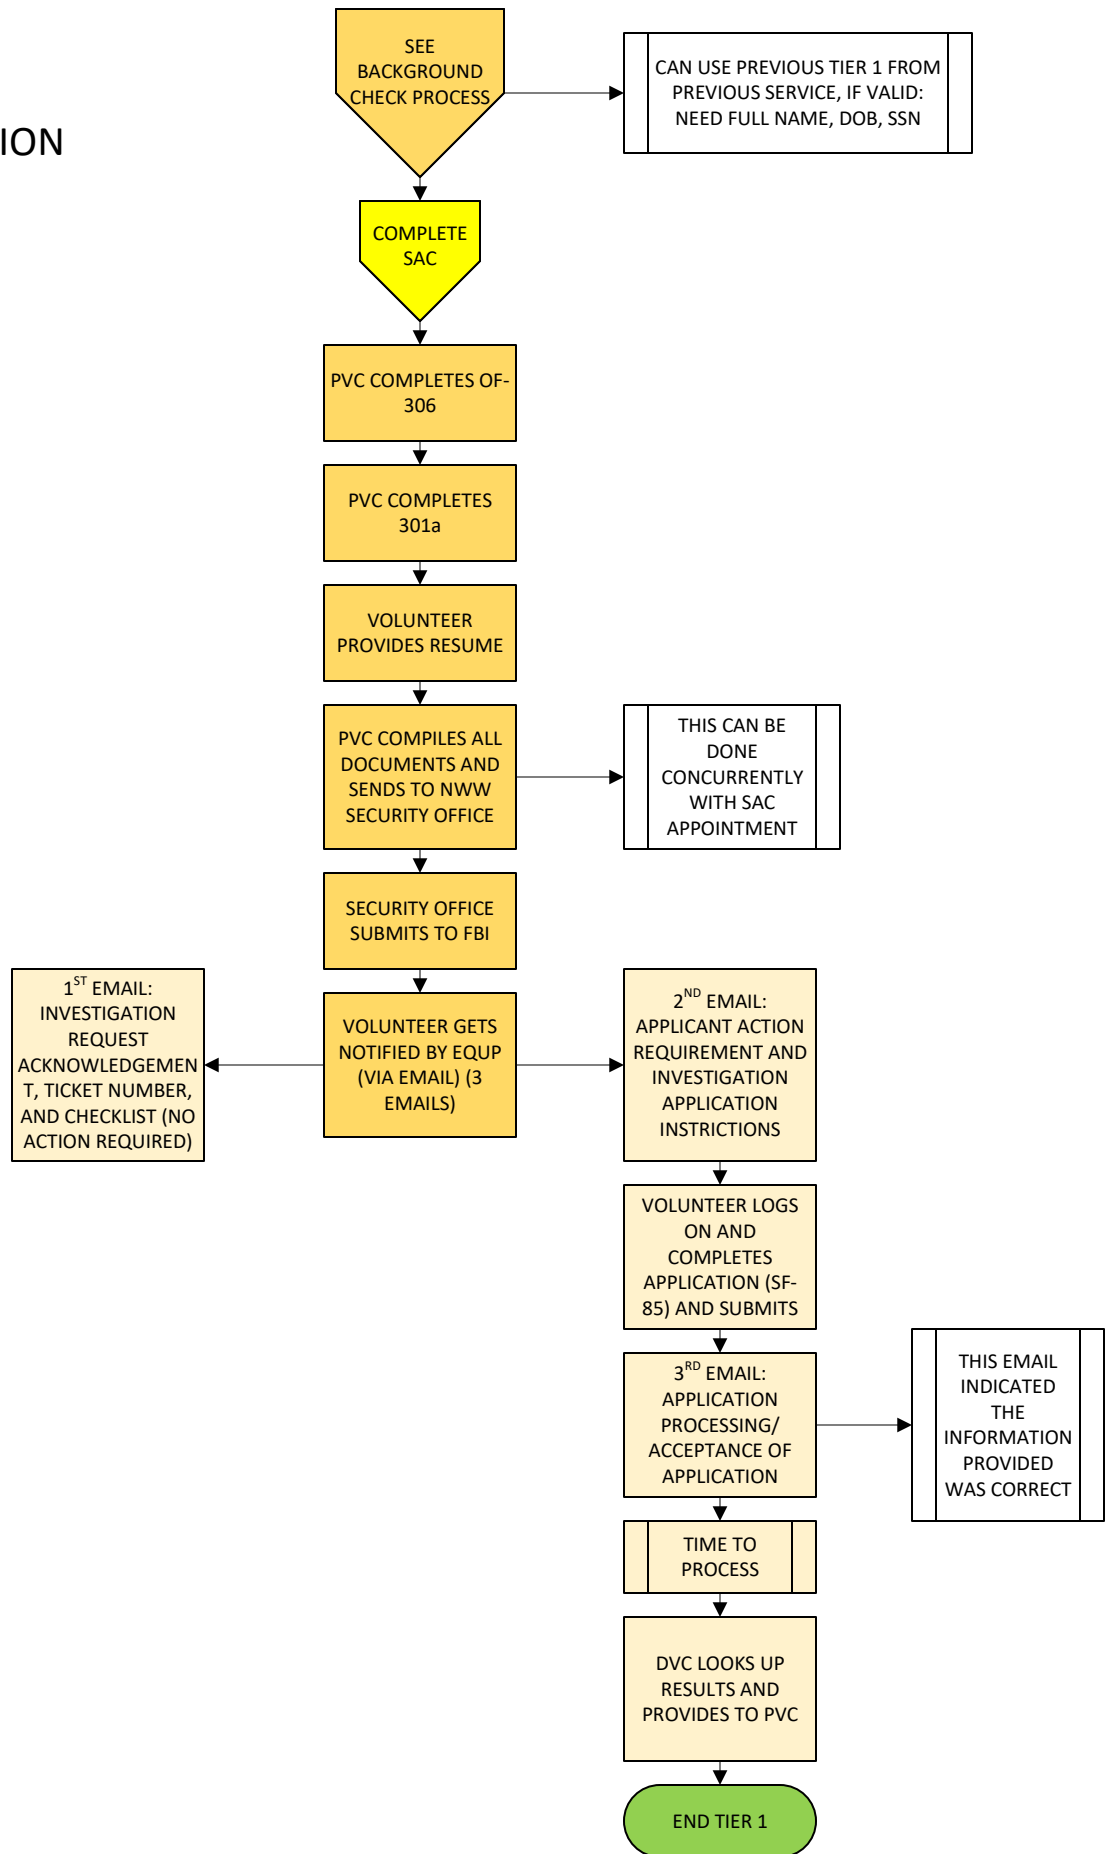 SEE
BACKGROUND
CHECK PROCESS
CAN USE PREVIOUS TIER 1 FROM
PREVIOUS SERVICE, IF VALID:
NEED FULL NAME, DOB, SSN
ION
COMPLETE
SAC
PVC COMPLETES OF-
306
PVC COMPLETES
301a
VOLUNTEER
PROVIDES RESUME
PVC COMPILES ALL
DOCUMENTS AND
SENDS TO NWW
SECURITY OFFICE
THIS CAN BE
DONE
CONCURRENTLY
WITH SAC
APPOINTMENT
SECURITY OFFICE
SUBMITS TO FBI
1ST EMAIL:
INVESTIGATION
REQUEST
ACKNOWLEDGEMEN
T, TICKET NUMBER,
AND CHECKLIST (NO
ACTION REQUIRED)
VOLUNTEER GETS
NOTIFIED BY EQUP
(VIA EMAIL) (3
EMAILS)
2ND EMAIL:
APPLICANT ACTION
REQUIREMENT AND
INVESTIGATION
APPLICATION
INSTRICTIONS
VOLUNTEER LOGS
ON AND
COMPLETES
APPLICATION (SF-
85) AND SUBMITS
3RD EMAIL:
APPLICATION
PROCESSING/
ACCEPTANCE OF
APPLICATION
THIS EMAIL
INDICATED
THE
INFORMATION
PROVIDED
WAS CORRECT
TIME TO
PROCESS
DVC LOOKS UP
RESULTS AND
PROVIDES TO PVC
END TIER 1